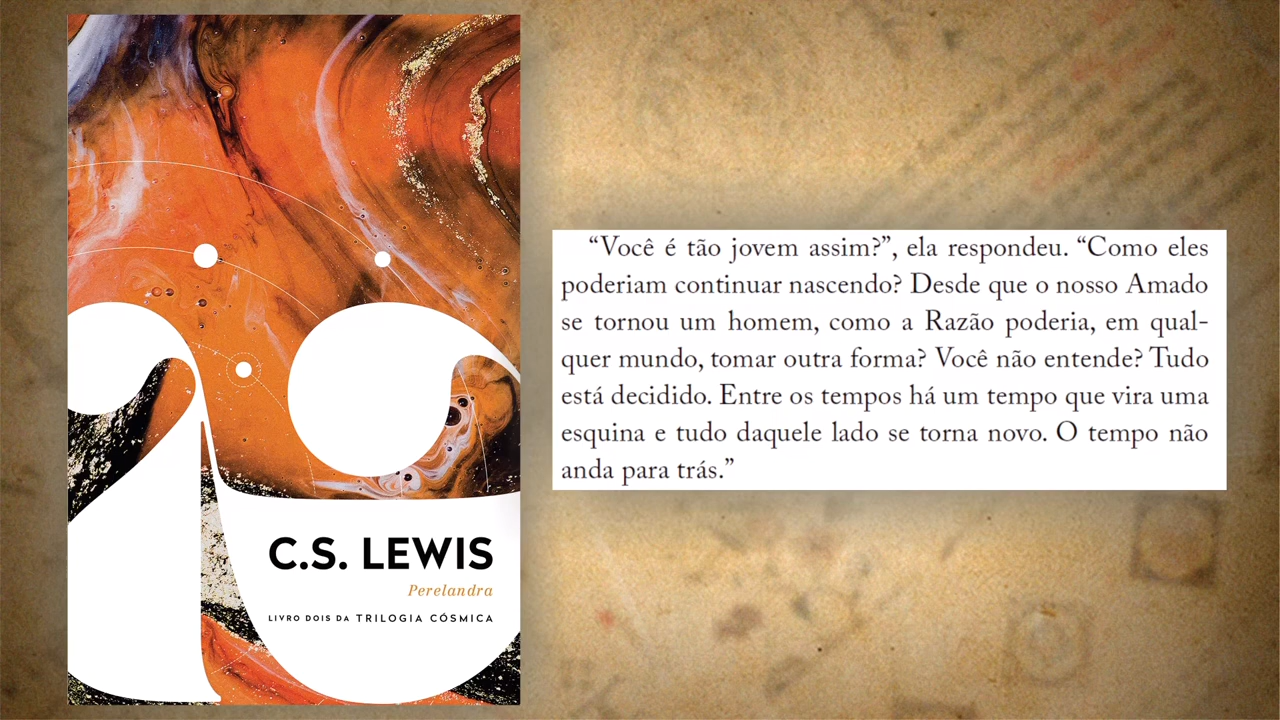 C.S. LEWIS
Perelandra
LIVRO DOIS DA TRILOGIA CÓSMICA
“Você é tão jovem assim?”, ela respondeu. “Como eles
poderiam continuar nascendo? Desde que o nosso Amado
se tornou um homem, como a Razão poderia, em qual-
quer mundo, tomar outra forma? Você não entende? Tudo
está decidido. Entre os tempos há um tempo que vira uma
esquina e tudo daquele lado se torna novo. O tempo não
anda para trás.”